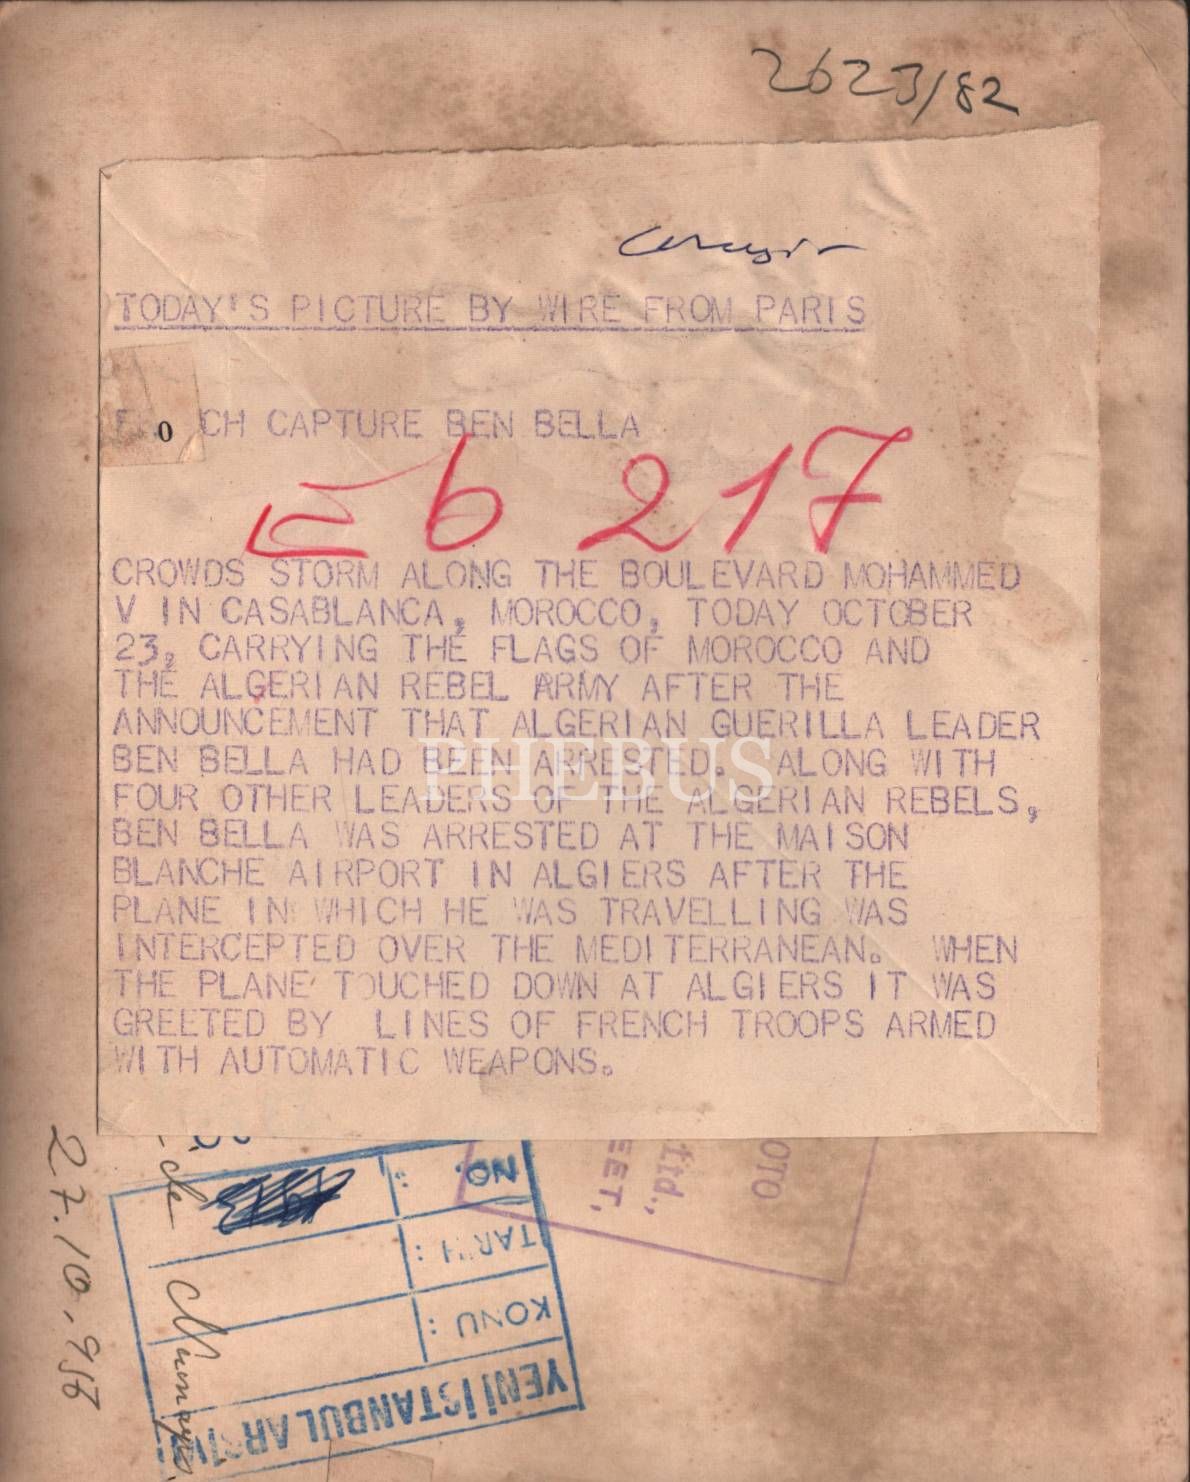 2623/82
TODAY'S PICTURE BY WIRE FROM PARIS
CH CAPTURE BEN BELLA
0
6 217
CROWDS STORM ALONG THE BOULEVARD MOHAMMED
V IN CASABLANCA, MOROCCO, TODAY OCTOBER
23, CARRYING THE FLAGS OF MOROCCO AND
THE ALGERIAN REBEL ARMY AFTER THE
ANNOUNCEMENT THAT ALGERIAN GUERILLA LEADER
BEN BELLA HAD BEEN ARRESTED. ALONG WITH
PHEBUS
FOUR OTHER LEADERS OF THE ALGERIAN REBELS,
BEN BELLA WAS ARRESTED AT THE MAISON
BLANCHE AIRPORT IN ALGIERS AFTER THE
PLANE IN WHICH HE WAS TRAVELLING WAS
INTERCEPTED OVER THE MEDITERRANEAN. WHEN
THE PLANE TOUCHED DOWN AT ALGIERS IT WAS
GREETED BY LINES OF FRENCH TROOPS ARMED
WITH AUTOMATIC WEAPONS.
OTO
Ltd.,
EET,
NO. :
TARİH :
KONU :
YENİ İSTANBUL ARŞİVİ
27.10.956